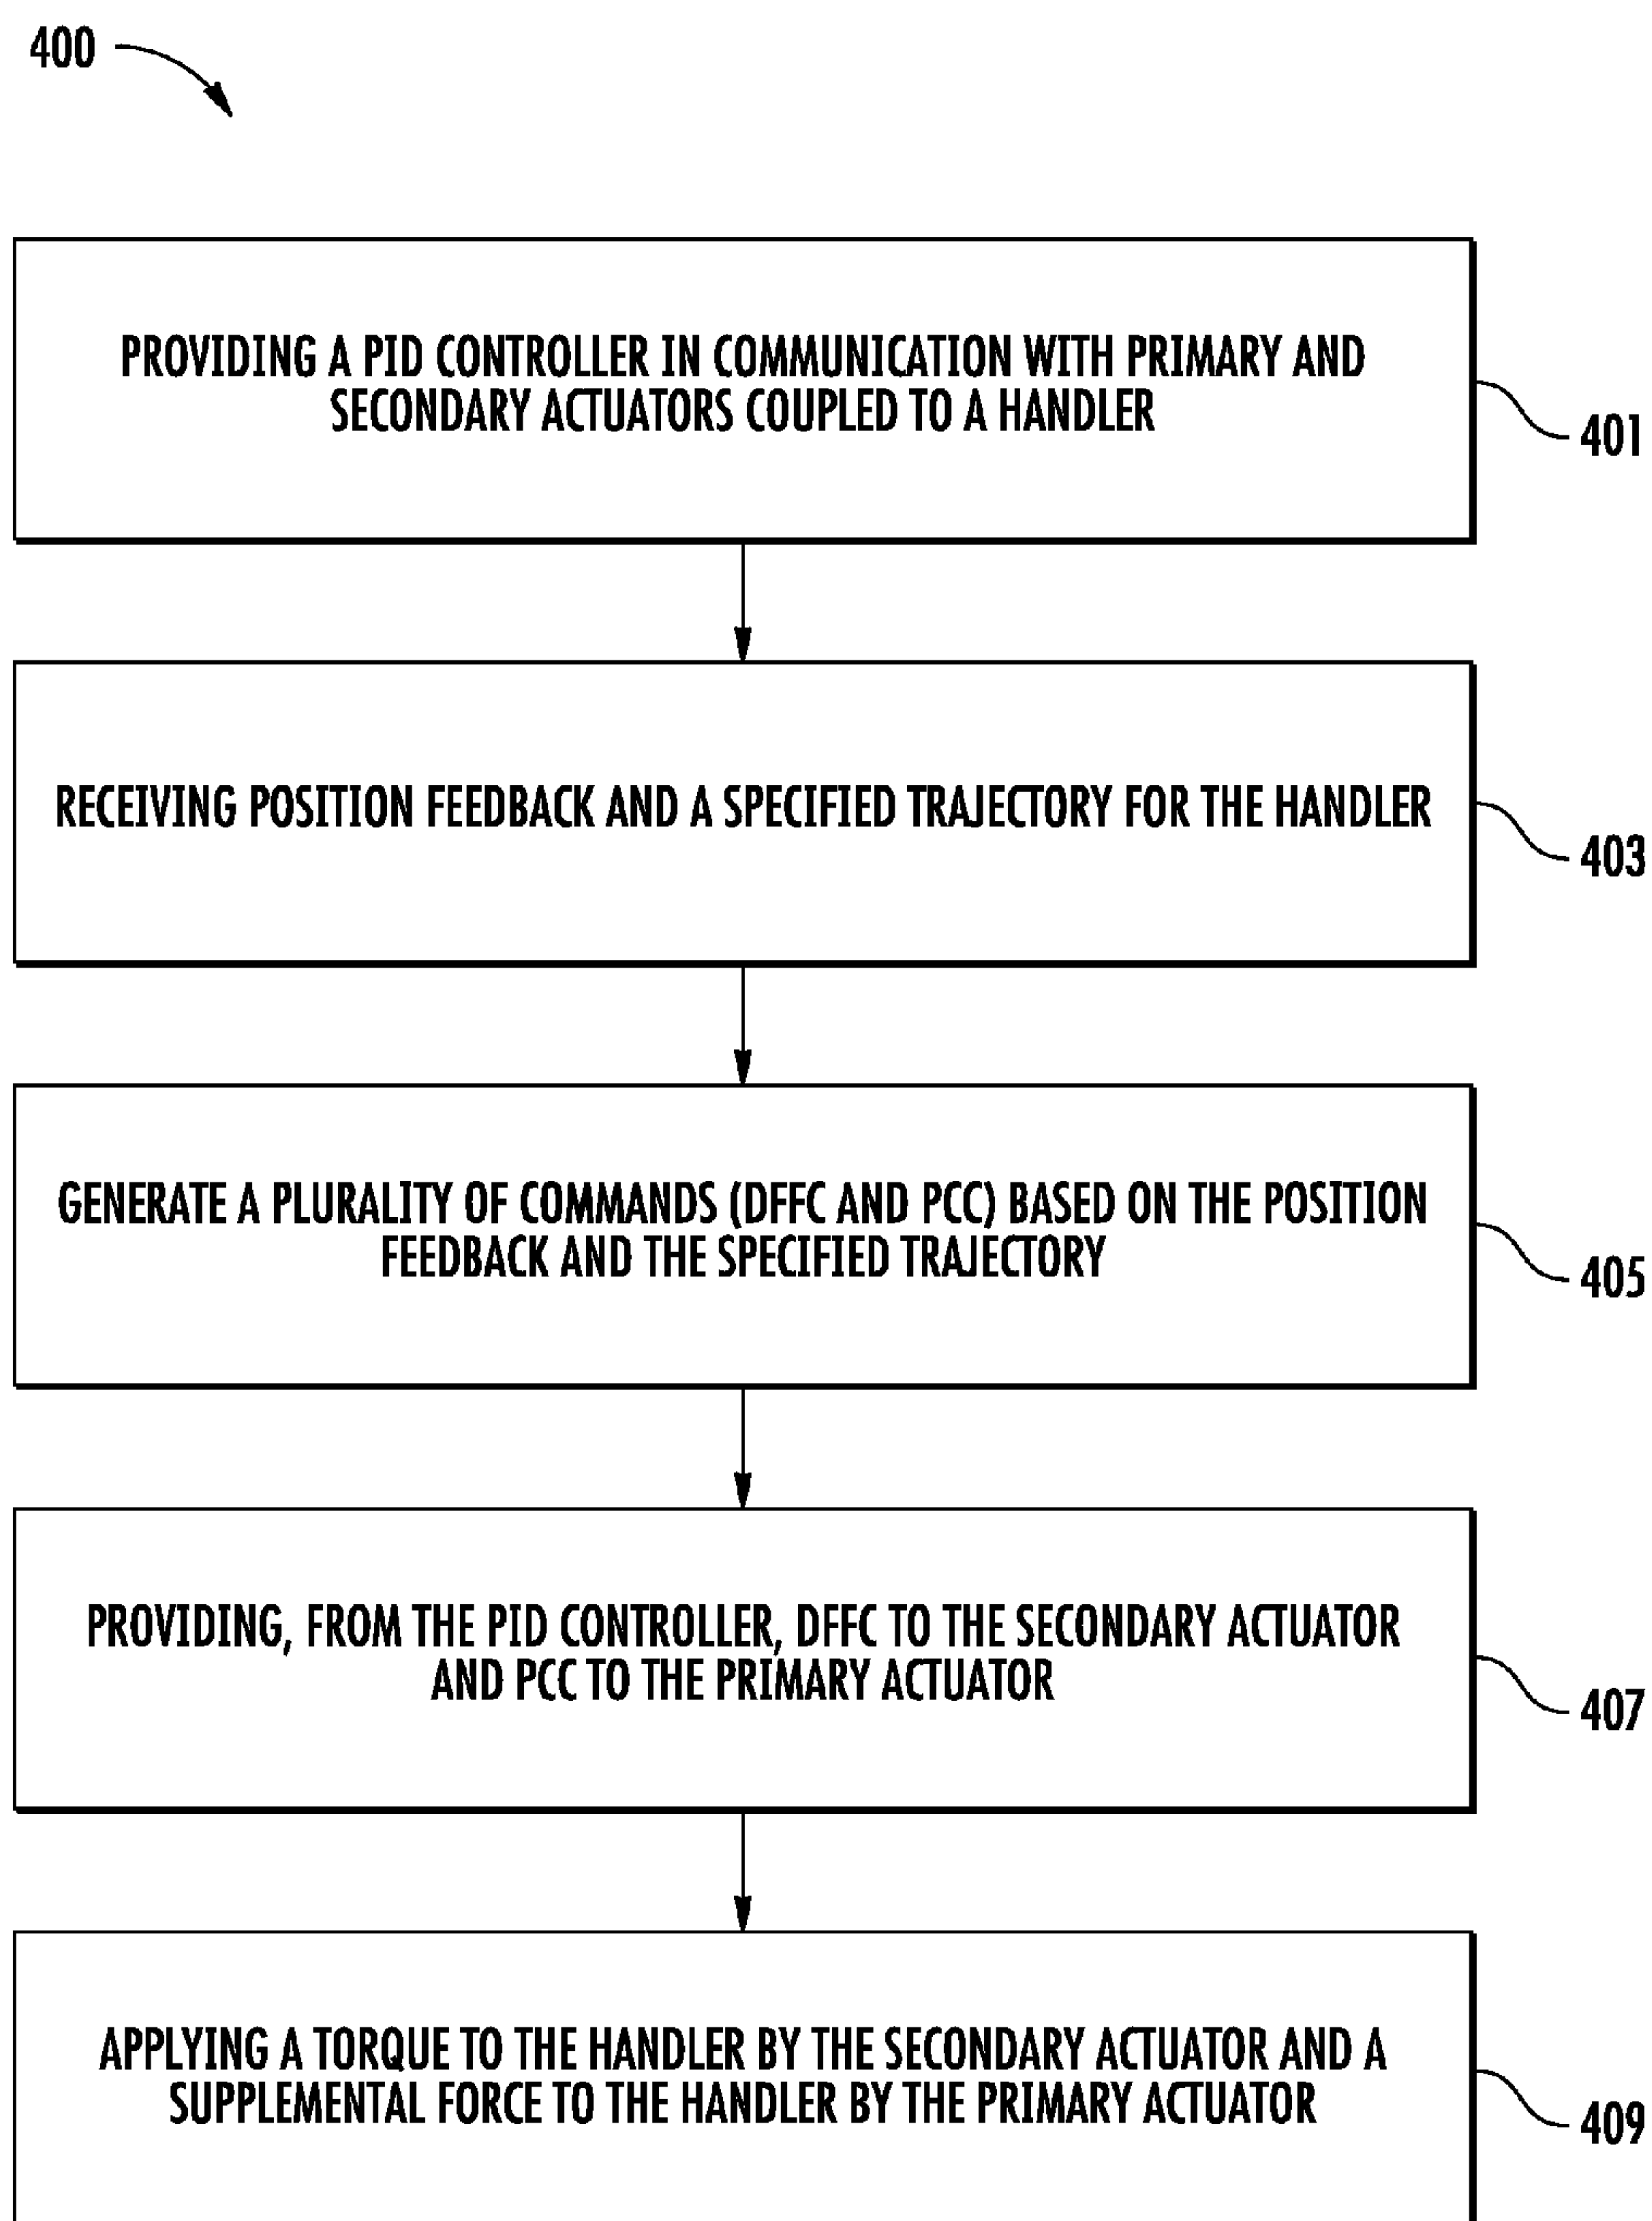 400
PROVIDING A PID CONTROLLER IN COMMUNICATION WITH PRIMARY AND
SECONDARY ACTUATORS COUPLED TO A HANDLER
401
RECEIVING POSITION FEEDBACK AND A SPECIFIED TRAJECTORY FOR THE HANDLER
403
GENERATE A PLURALITY OF COMMANDS (DFFC AND PCC) BASED ON THE POSITION
FEEDBACK AND THE SPECIFIED TRAJECTORY
405
PROVIDING, FROM THE PID CONTROLLER, DFFC TO THE SECONDARY ACTUATOR
AND PCC TO THE PRIMARY ACTUATOR
407
APPLYING A TORQUE TO THE HANDLER BY THE SECONDARY ACTUATOR AND A
SUPPLEMENTAL FORCE TO THE HANDLER BY THE PRIMARY ACTUATOR
409